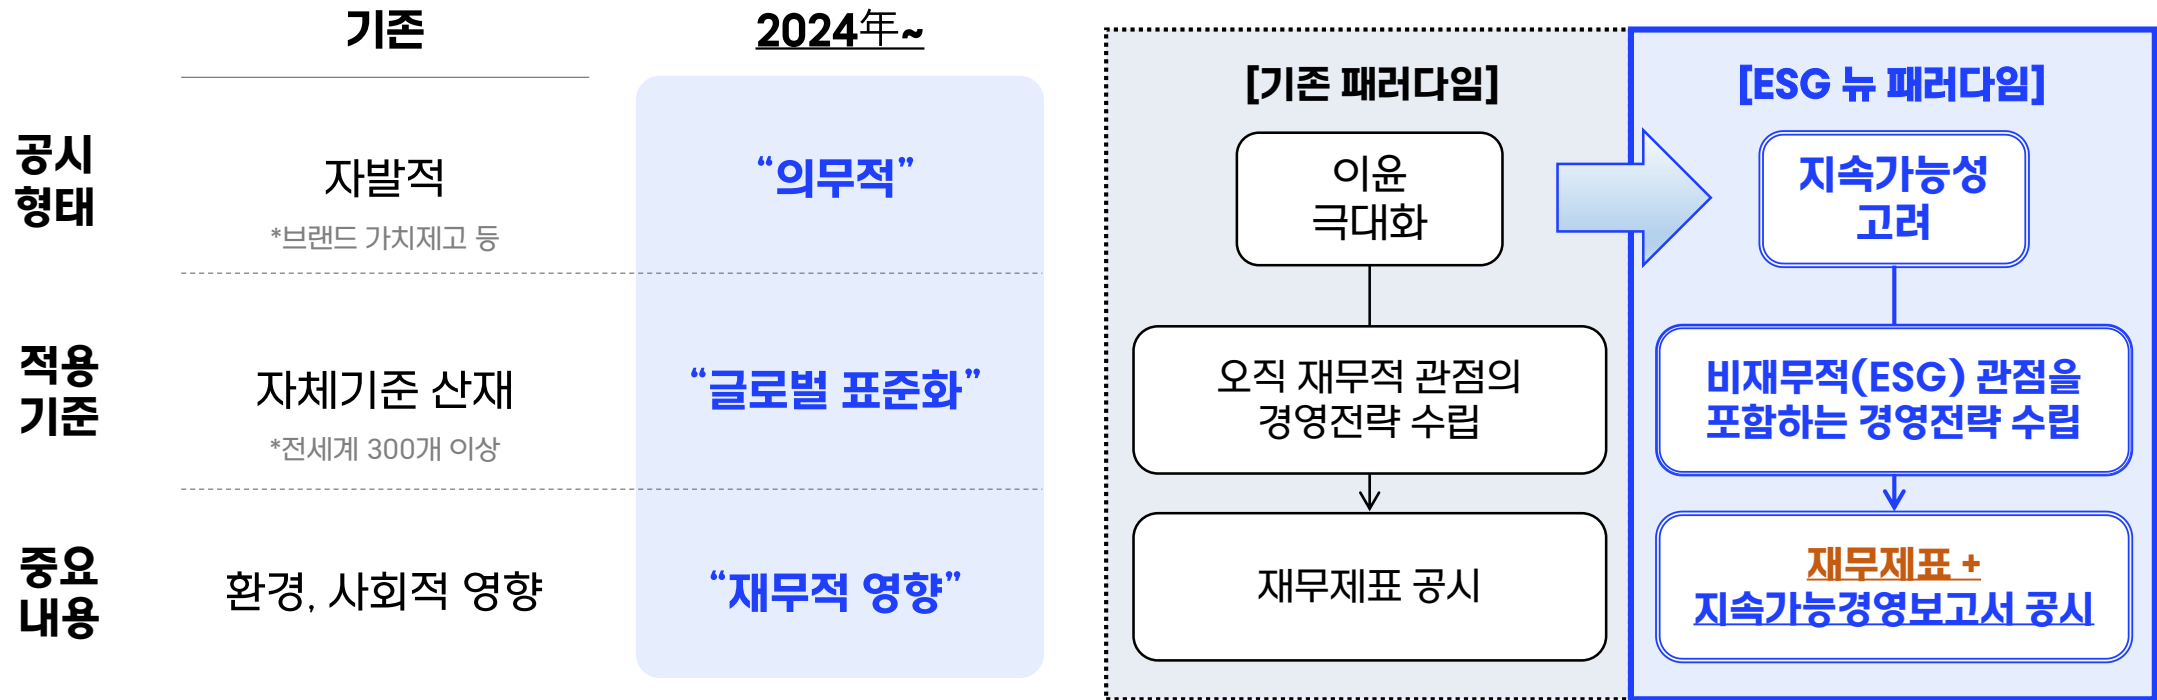 기존
2024年~
공시
형태
자발적
*브랜드 가치제고 등
“의무적”
적용
기준
자체기준 산재
*전세계 300개 이상
“글로벌 표준화”
중요
내용
환경, 사회적 영향
“재무적 영향”
[기존 패러다임]
이윤
극대화
오직 재무적 관점의
경영전략 수립
재무제표 공시
[ESG 뉴 패러다임]
지속가능성
고려
비재무적(ESG) 관점을
포함하는 경영전략 수립
재무제표 +
지속가능경영보고서 공시